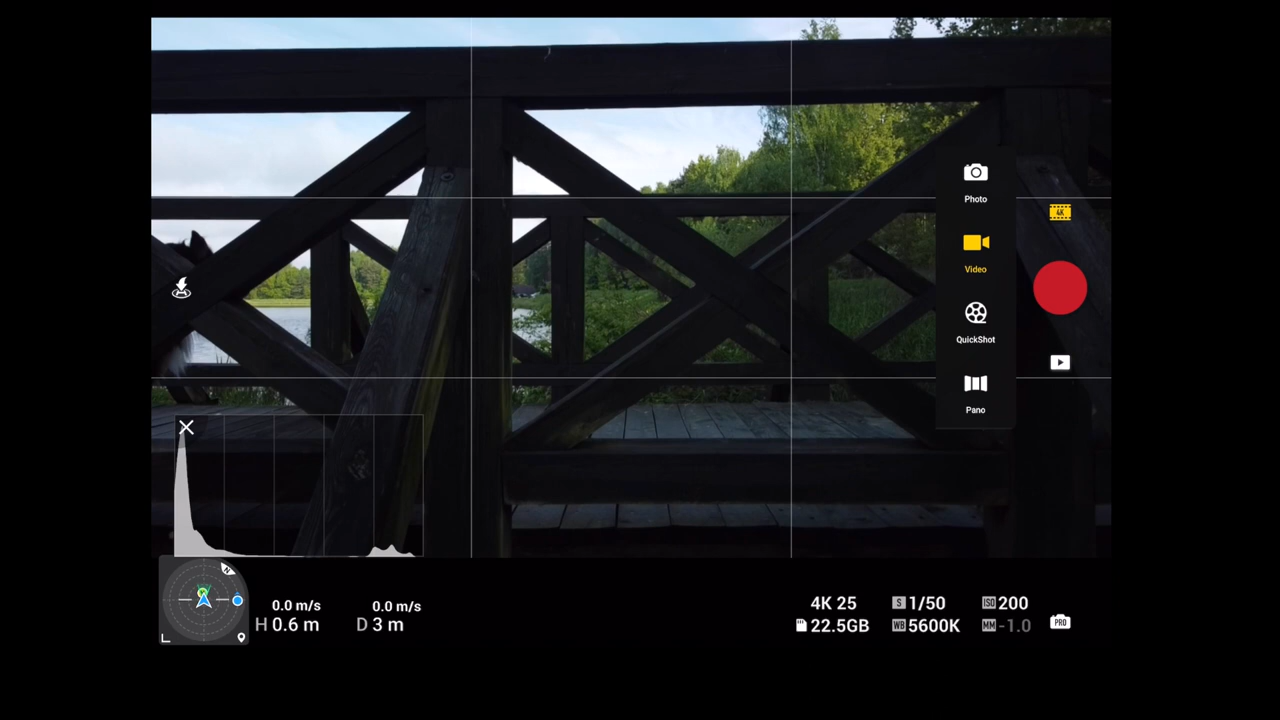 Photo
4K
Video
QuickShot
Pano
N
0.0 m/s
0.0 m/s
H 0.6 m
D 3 m
4K 25
S 1/50
ISO 200
22.5GB
WB 5600K
MM -1.0
PRO